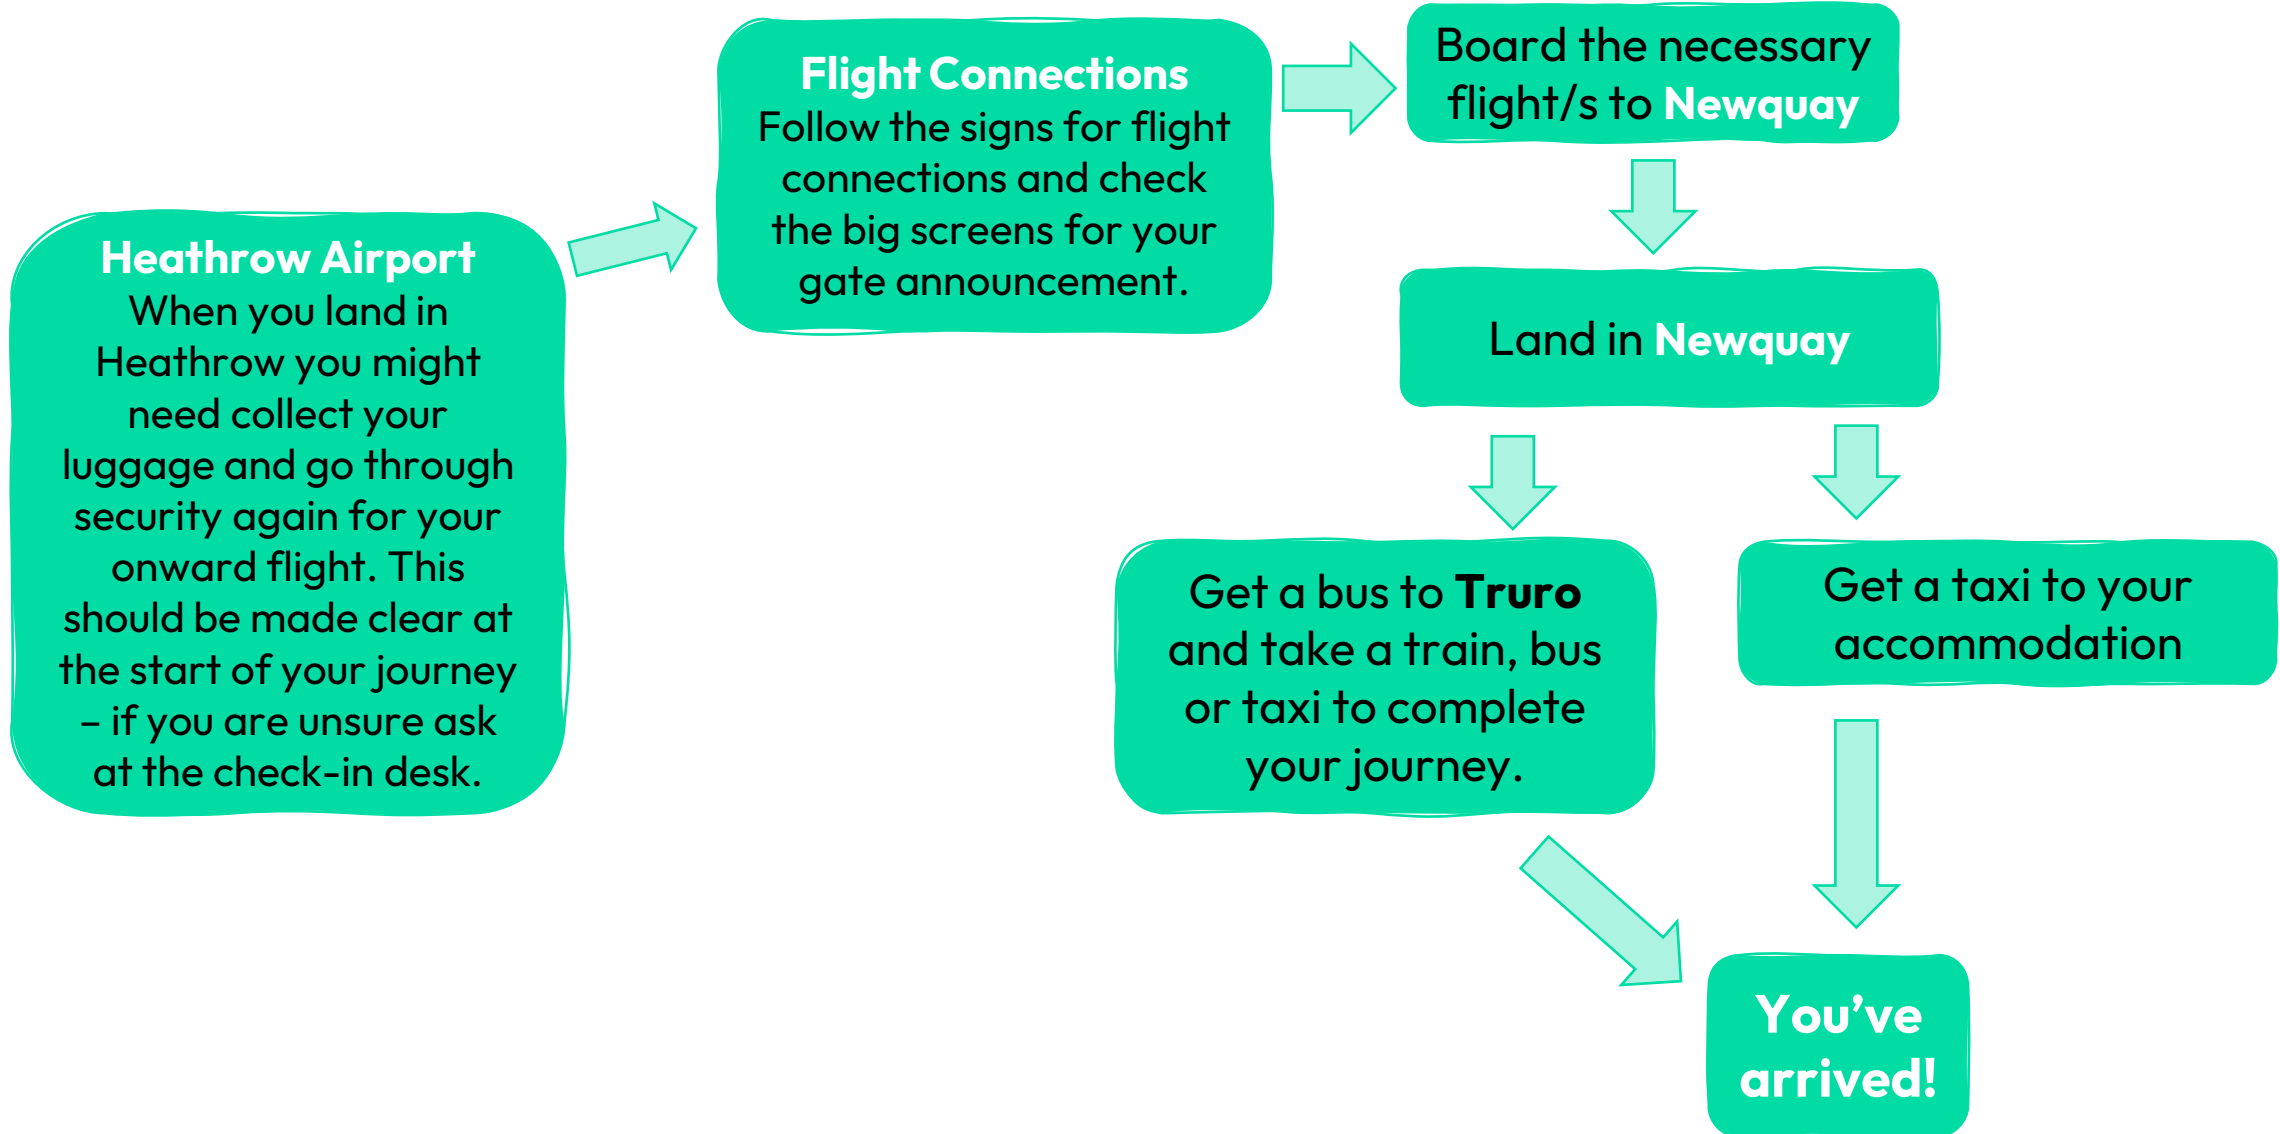 Heathrow Airport
When you land in
Heathrow you might
need collect your
luggage and go through
security again for your
onward flight. This
should be made clear at
the start of your journey
– if you are unsure ask
at the check-in desk.
Flight Connections
Follow the signs for flight
connections and check
the big screens for your
gate announcement.
Board the necessary
flight/s to Newquay
Land in Newquay
Get a bus to Truro
and take a train, bus
or taxi to complete
your journey.
Get a taxi to your
accommodation
You’ve
arrived!